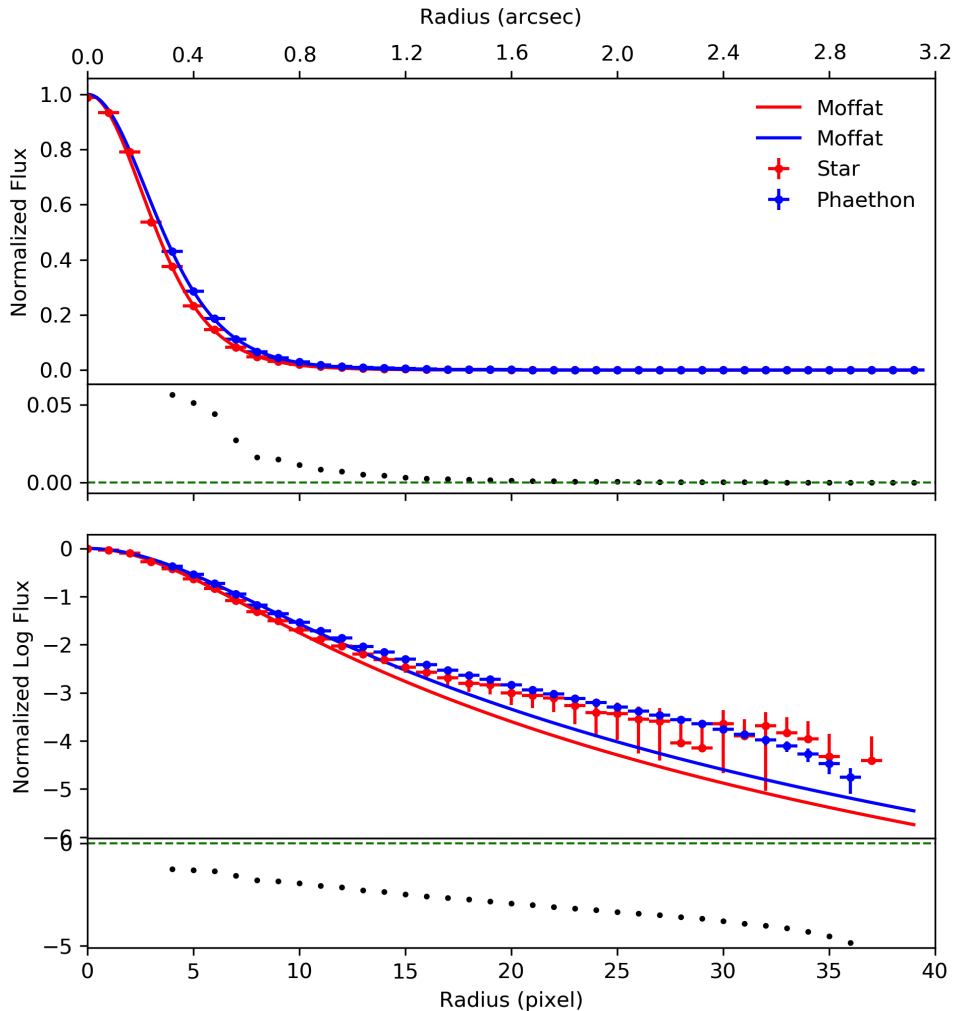 Radius (arcsec)
0.0 0.4 0.8 1.2 1.6 2.0 2.4 2.8 3.2
1.0
0.8
0.6
0.4
0.2
0.0
Normalized Flux
Moffat
Moffat
Star
Phaethon
0.05
0.00
0
−1
−2
−3
−4
−5
−6
Normalized Log Flux
0
−5
0 5 10 15 20 25 30 35 40
Radius (pixel)